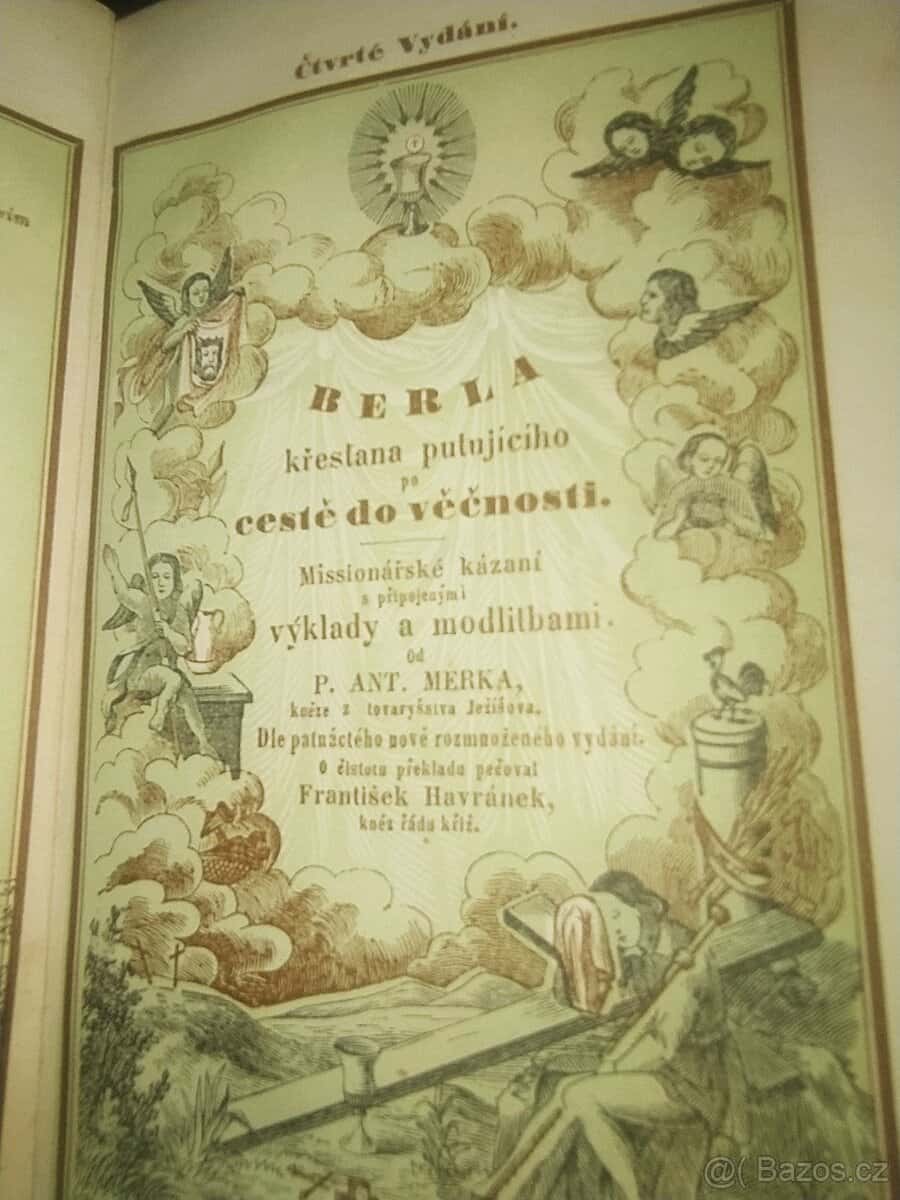 Čtvrté Vydání.
BERLA
křesťana putujícího
po
cestě do věčnosti.
Missionářské kázaní
s připojenými
výklady a modlitbami.
Od
P. ANT. MERKA,
kněze z tovaryšstva Ježíšova.
Dle patnáctého nově rozmnoženého vydání.
O čistotu překladu pečoval
František Havránek,
kněz řádu kříž.
@( Bazos.cz